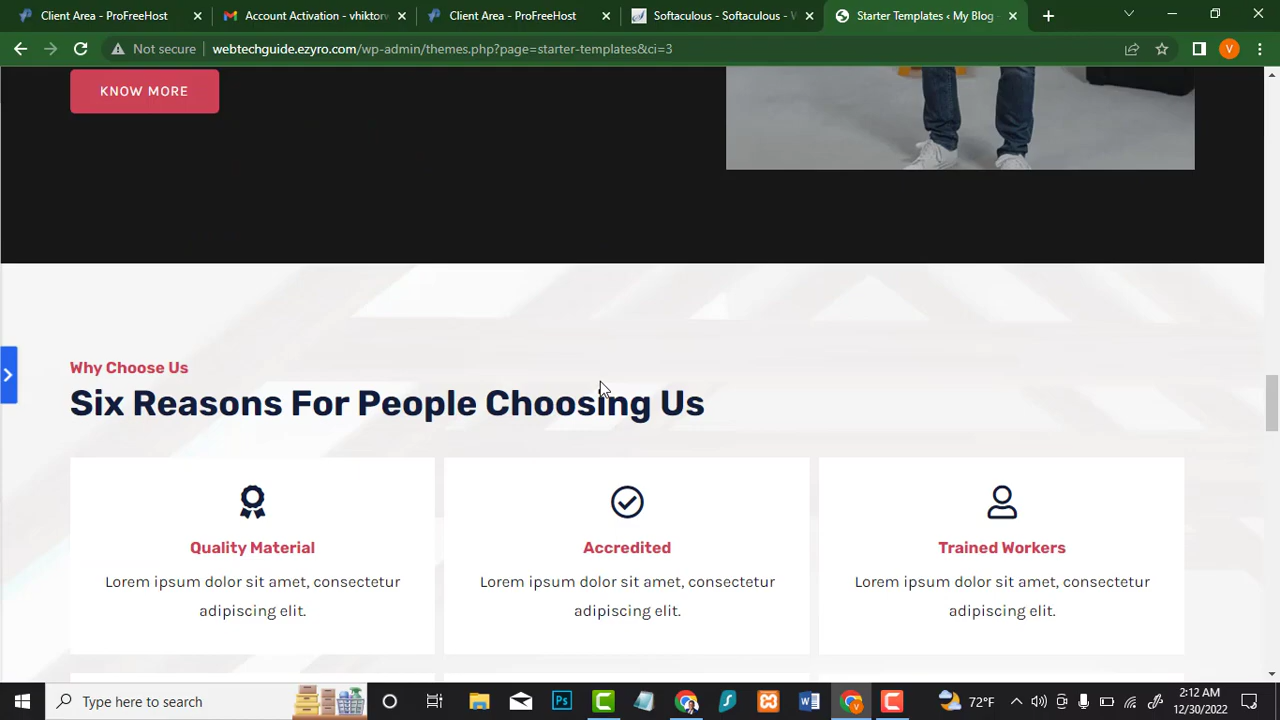 Client Area - ProFreeHost
Account Activation - vhiktorv
Client Area - ProFreeHost
Softaculous - Softaculous - W
Starter Templates ‹ My Blog -
Not secure
webtechguide.ezyro.com/wp-admin/themes.php?page=starter-templates&ci=3
V
KNOW MORE
Why Choose Us
Six Reasons For People Choosing Us
Quality Material
Accredited
Trained Workers
Lorem ipsum dolor sit amet, consectetur
adipiscing elit.
Lorem ipsum dolor sit amet, consectetur
adipiscing elit.
Lorem ipsum dolor sit amet, consectetur
adipiscing elit.
Type here to search
Ps
72°F
2:12 AM
12/30/2022